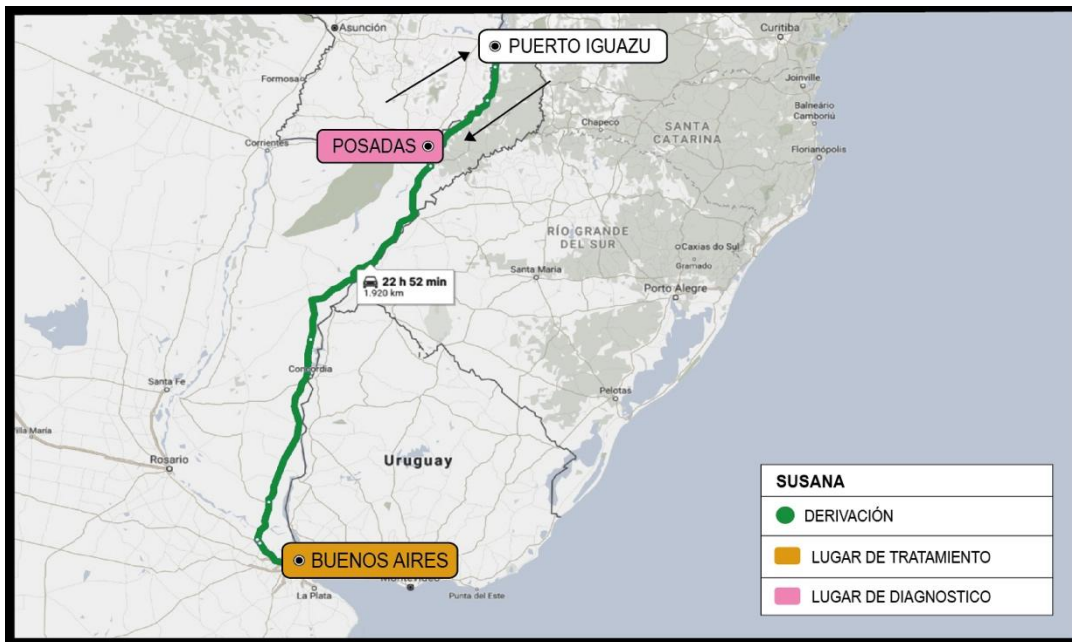 Asunción
PUERTO IGUAZU
Curitiba
Formosa
Joinville
Balneário
Camboriú
Chapecó
SANTA
CATARINA
POSADAS
Corrientes
Florianópolis
RÍO GRANDE
DEL SUR
Caxias do Sul
Gramado
Santa Maria
22 h 52 min
1.920 km
Porto Alegre
Concordia
Santa Fe
Pelotas
Villa María
Rosario
Uruguay
SUSANA
DERIVACIÓN
BUENOS AIRES
LUGAR DE TRATAMIENTO
La Plata
Punta del Este
LUGAR DE DIAGNOSTICO